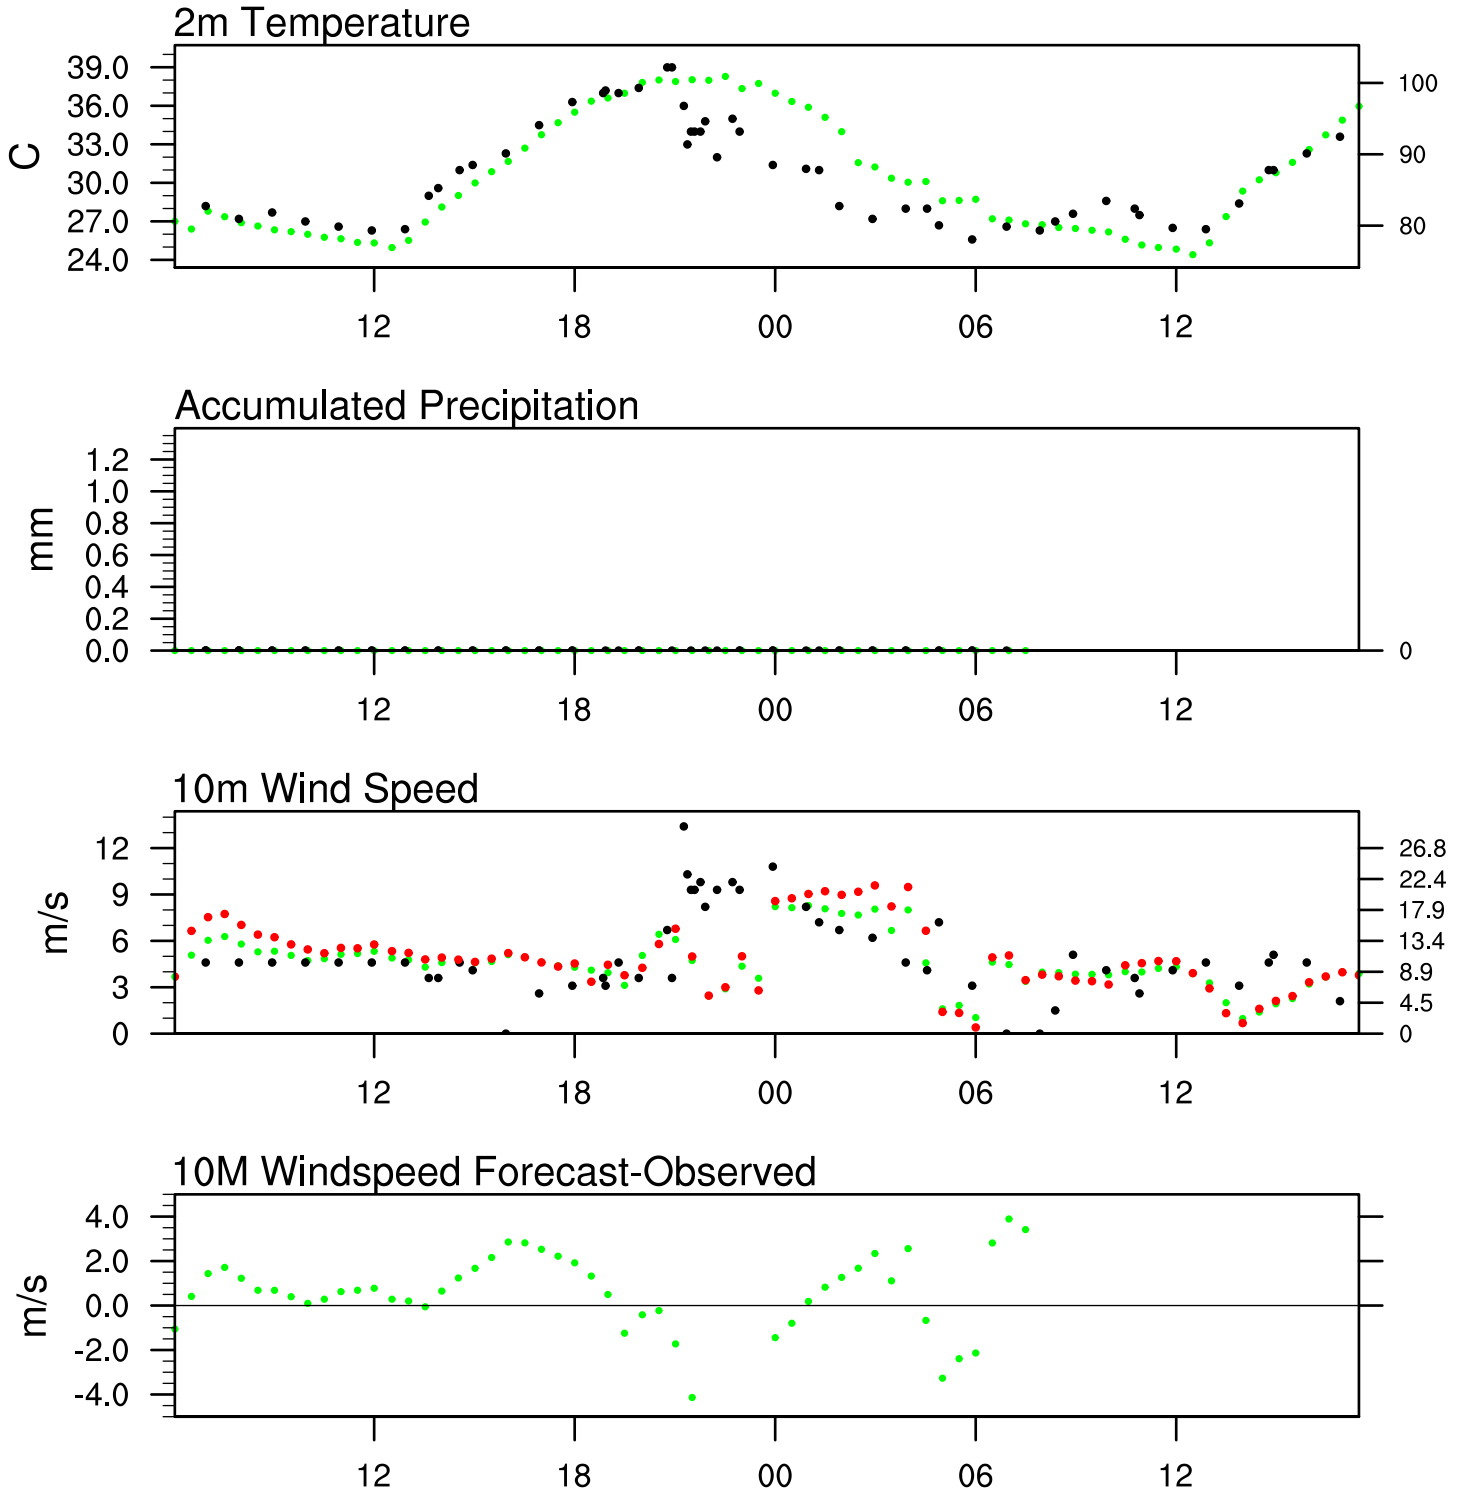 2m Temperature
39.0
36.0
33.0
30.0
27.0
24.0
C
100
90
80
12 18 00 06 12
Accumulated Precipitation
1.2
1.0
0.8
0.6
0.4
0.2
0.0
mm
0
12 18 00 06 12
10m Wind Speed
12
9
6
3
0
m/s
26.8
22.4
17.9
13.4
8.9
4.5
0
12 18 00 06 12
10M Windspeed Forecast-Observed
4.0
2.0
0.0
-2.0
-4.0
m/s
12 18 00 06 12